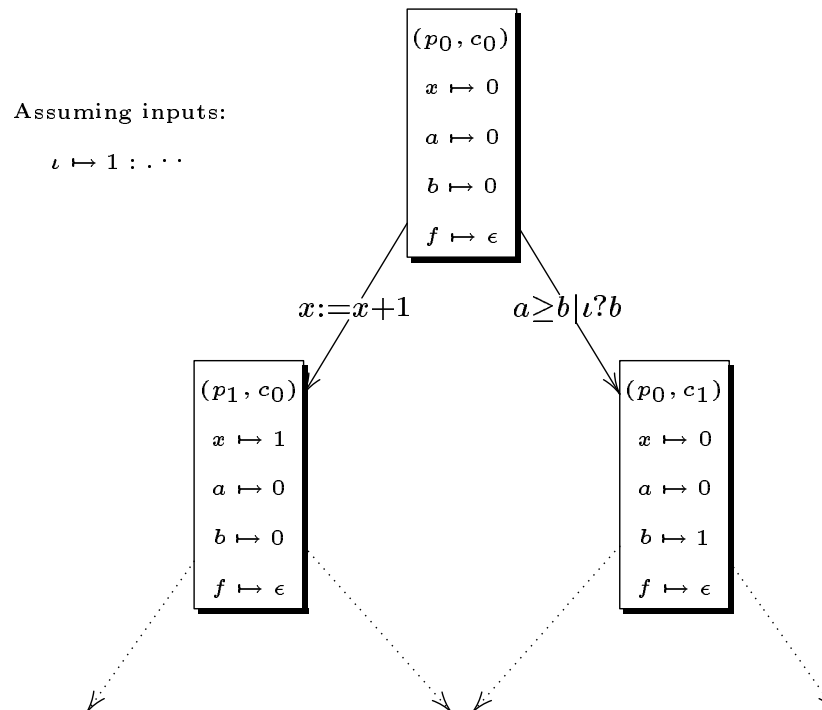 (p₀, c₀)
x ↦ 0
a ↦ 0
b ↦ 0
f ↦ ϵ
Assuming inputs:
ι ↦ 1 : . · ·
x:=x+1
a≥b|ι?b
(p₁, c₀)
x ↦ 1
a ↦ 0
b ↦ 0
f ↦ ϵ
(p₀, c₁)
x ↦ 0
a ↦ 0
b ↦ 1
f ↦ ϵ